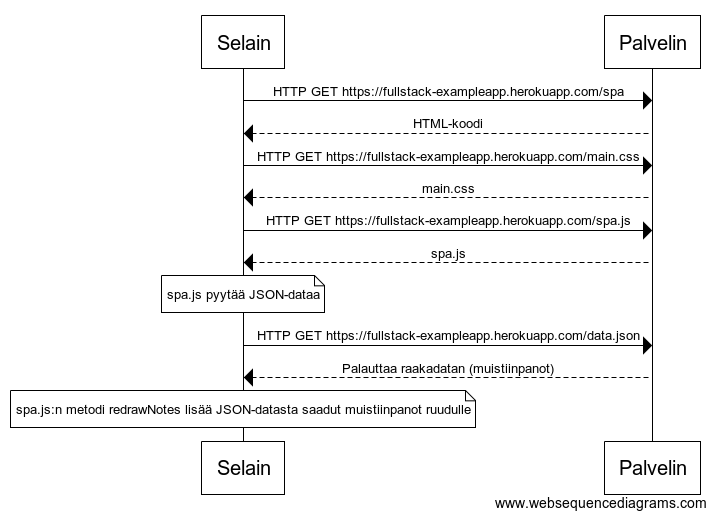 Selain
Palvelin
HTTP GET https://fullstack-exampleapp.herokuapp.com/spa
HTML-koodi
HTTP GET https://fullstack-exampleapp.herokuapp.com/main.css
main.css
HTTP GET https://fullstack-exampleapp.herokuapp.com/spa.js
spa.js
spa.js pyytää JSON-dataa
HTTP GET https://fullstack-exampleapp.herokuapp.com/data.json
Palauttaa raakadatan (muistiinpanot)
spa.js:n metodi redrawNotes lisää JSON-datasta saadut muistiinpanot ruudulle
Selain
Palvelin
www.websequencediagrams.com